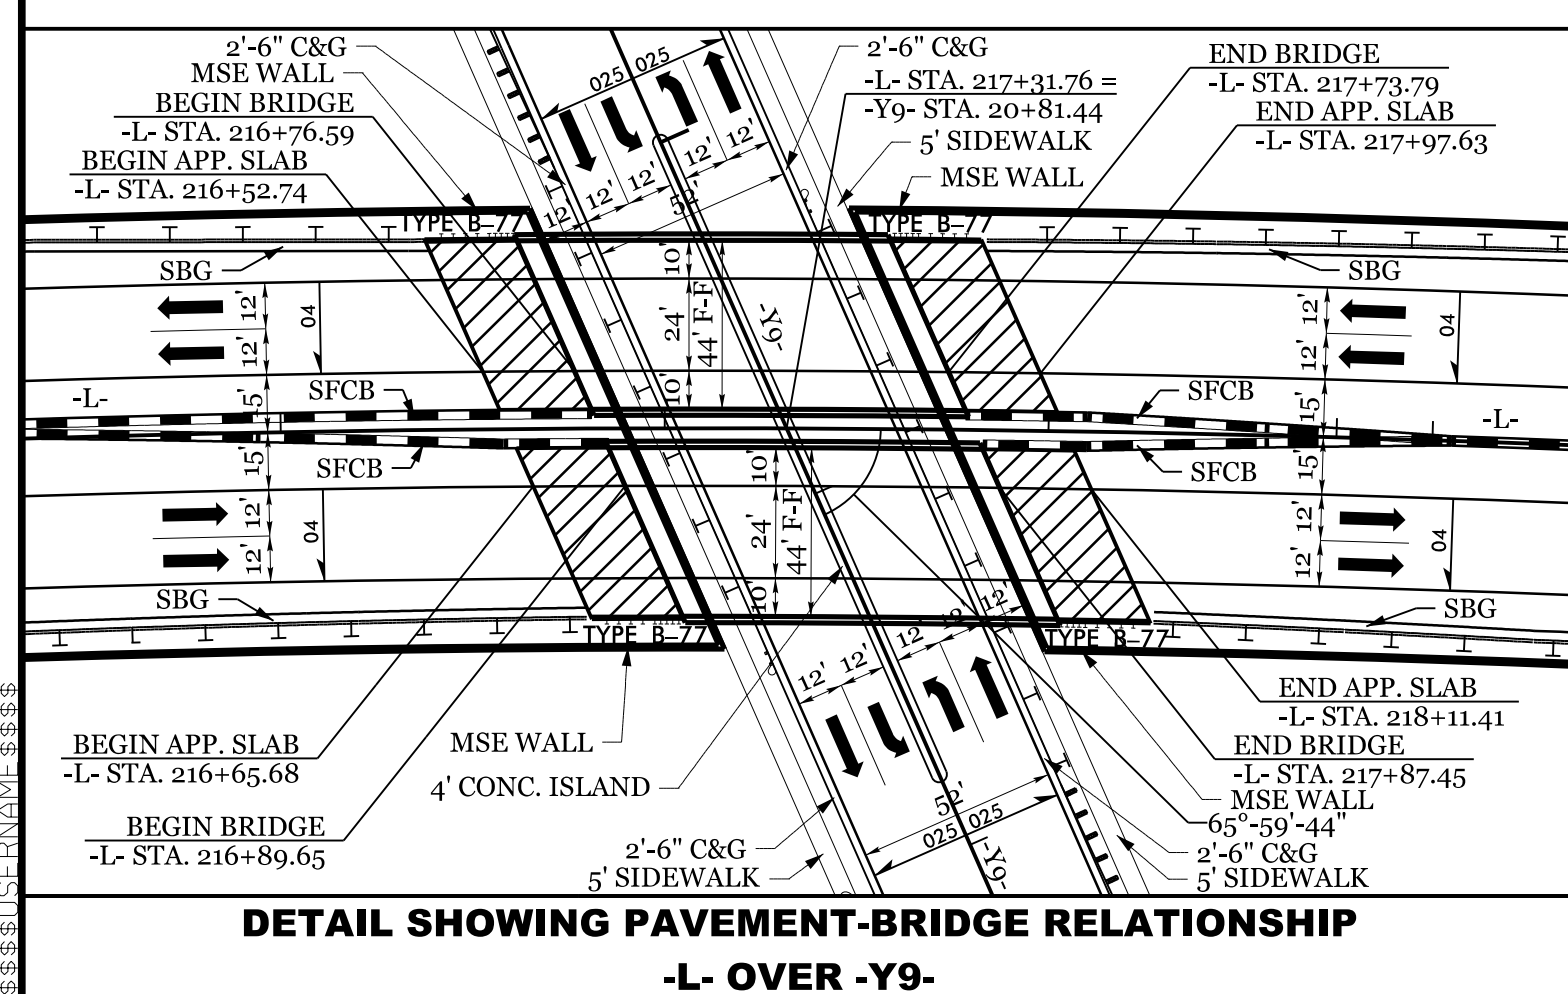 2'-6" C&G
MSE WALL
BEGIN BRIDGE
-L- STA. 216+76.59
BEGIN APP. SLAB
-L- STA. 216+52.74
025
025
2'-6" C&G
-L- STA. 217+31.76 =
-Y9- STA. 20+81.44
5' SIDEWALK
MSE WALL
END BRIDGE
-L- STA. 217+73.79
END APP. SLAB
-L- STA. 217+97.63
12'
12'
12'
12'
12'
12'
52'
TYPE B-77
TYPE B-77
SBG
SBG
10'
24'
44' F-F
10'
-Y9-
12'
12'
04
12'
12'
04
-L-
SFCB
SFCB
-L-
15'
15'
15'
SFCB
SFCB
15'
12'
12'
04
10'
24'
44' F-F
10'
12'
12'
04
SBG
SBG
TYPE B-77
TYPE B-77
12'
12'
12'
12'
12'
BEGIN APP. SLAB
-L- STA. 216+65.68
MSE WALL
4' CONC. ISLAND
BEGIN BRIDGE
-L- STA. 216+89.65
END APP. SLAB
-L- STA. 218+11.41
END BRIDGE
-L- STA. 217+87.45
MSE WALL
65°-59'-44"
52'
025
025
-Y9-
2'-6" C&G
5' SIDEWALK
2'-6" C&G
5' SIDEWALK
$$$$$USERNAME$$$$$
DETAIL SHOWING PAVEMENT-BRIDGE RELATIONSHIP
-L- OVER -Y9-